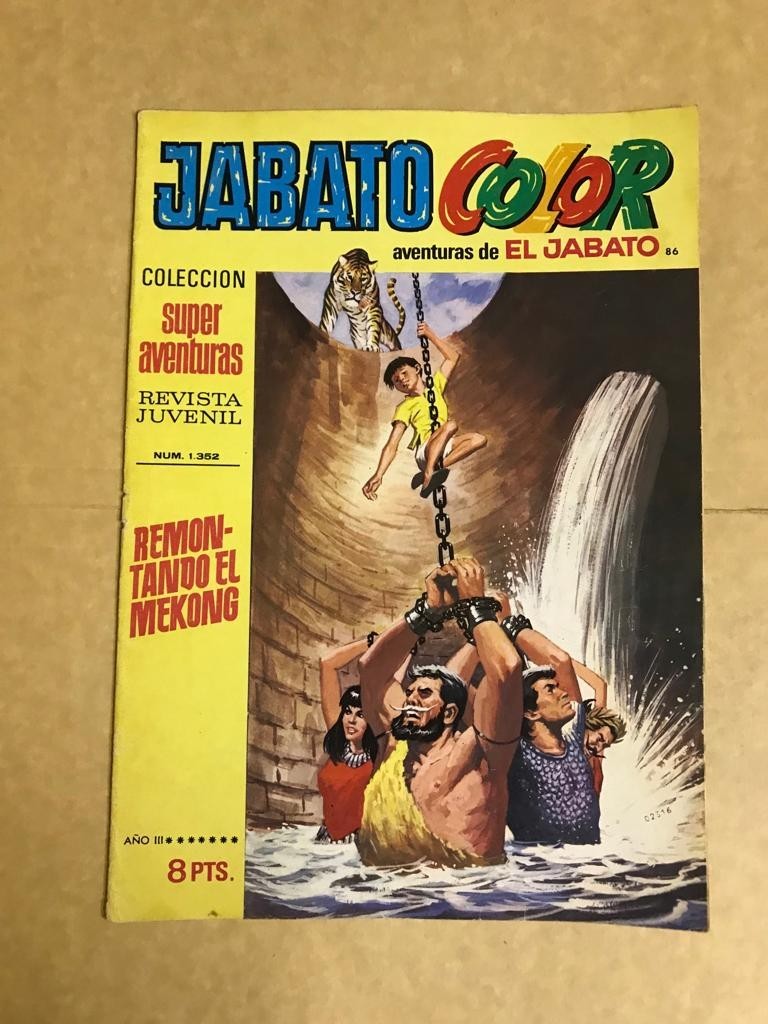 JABATO COLOR
aventuras de EL JABATO 86
COLECCION
super
aventuras
REVISTA
JUVENIL
NUM. 1.352
REMON-
TANDO EL
MEKONG
AÑO III ★★★★★★★
8 PTS.
02516